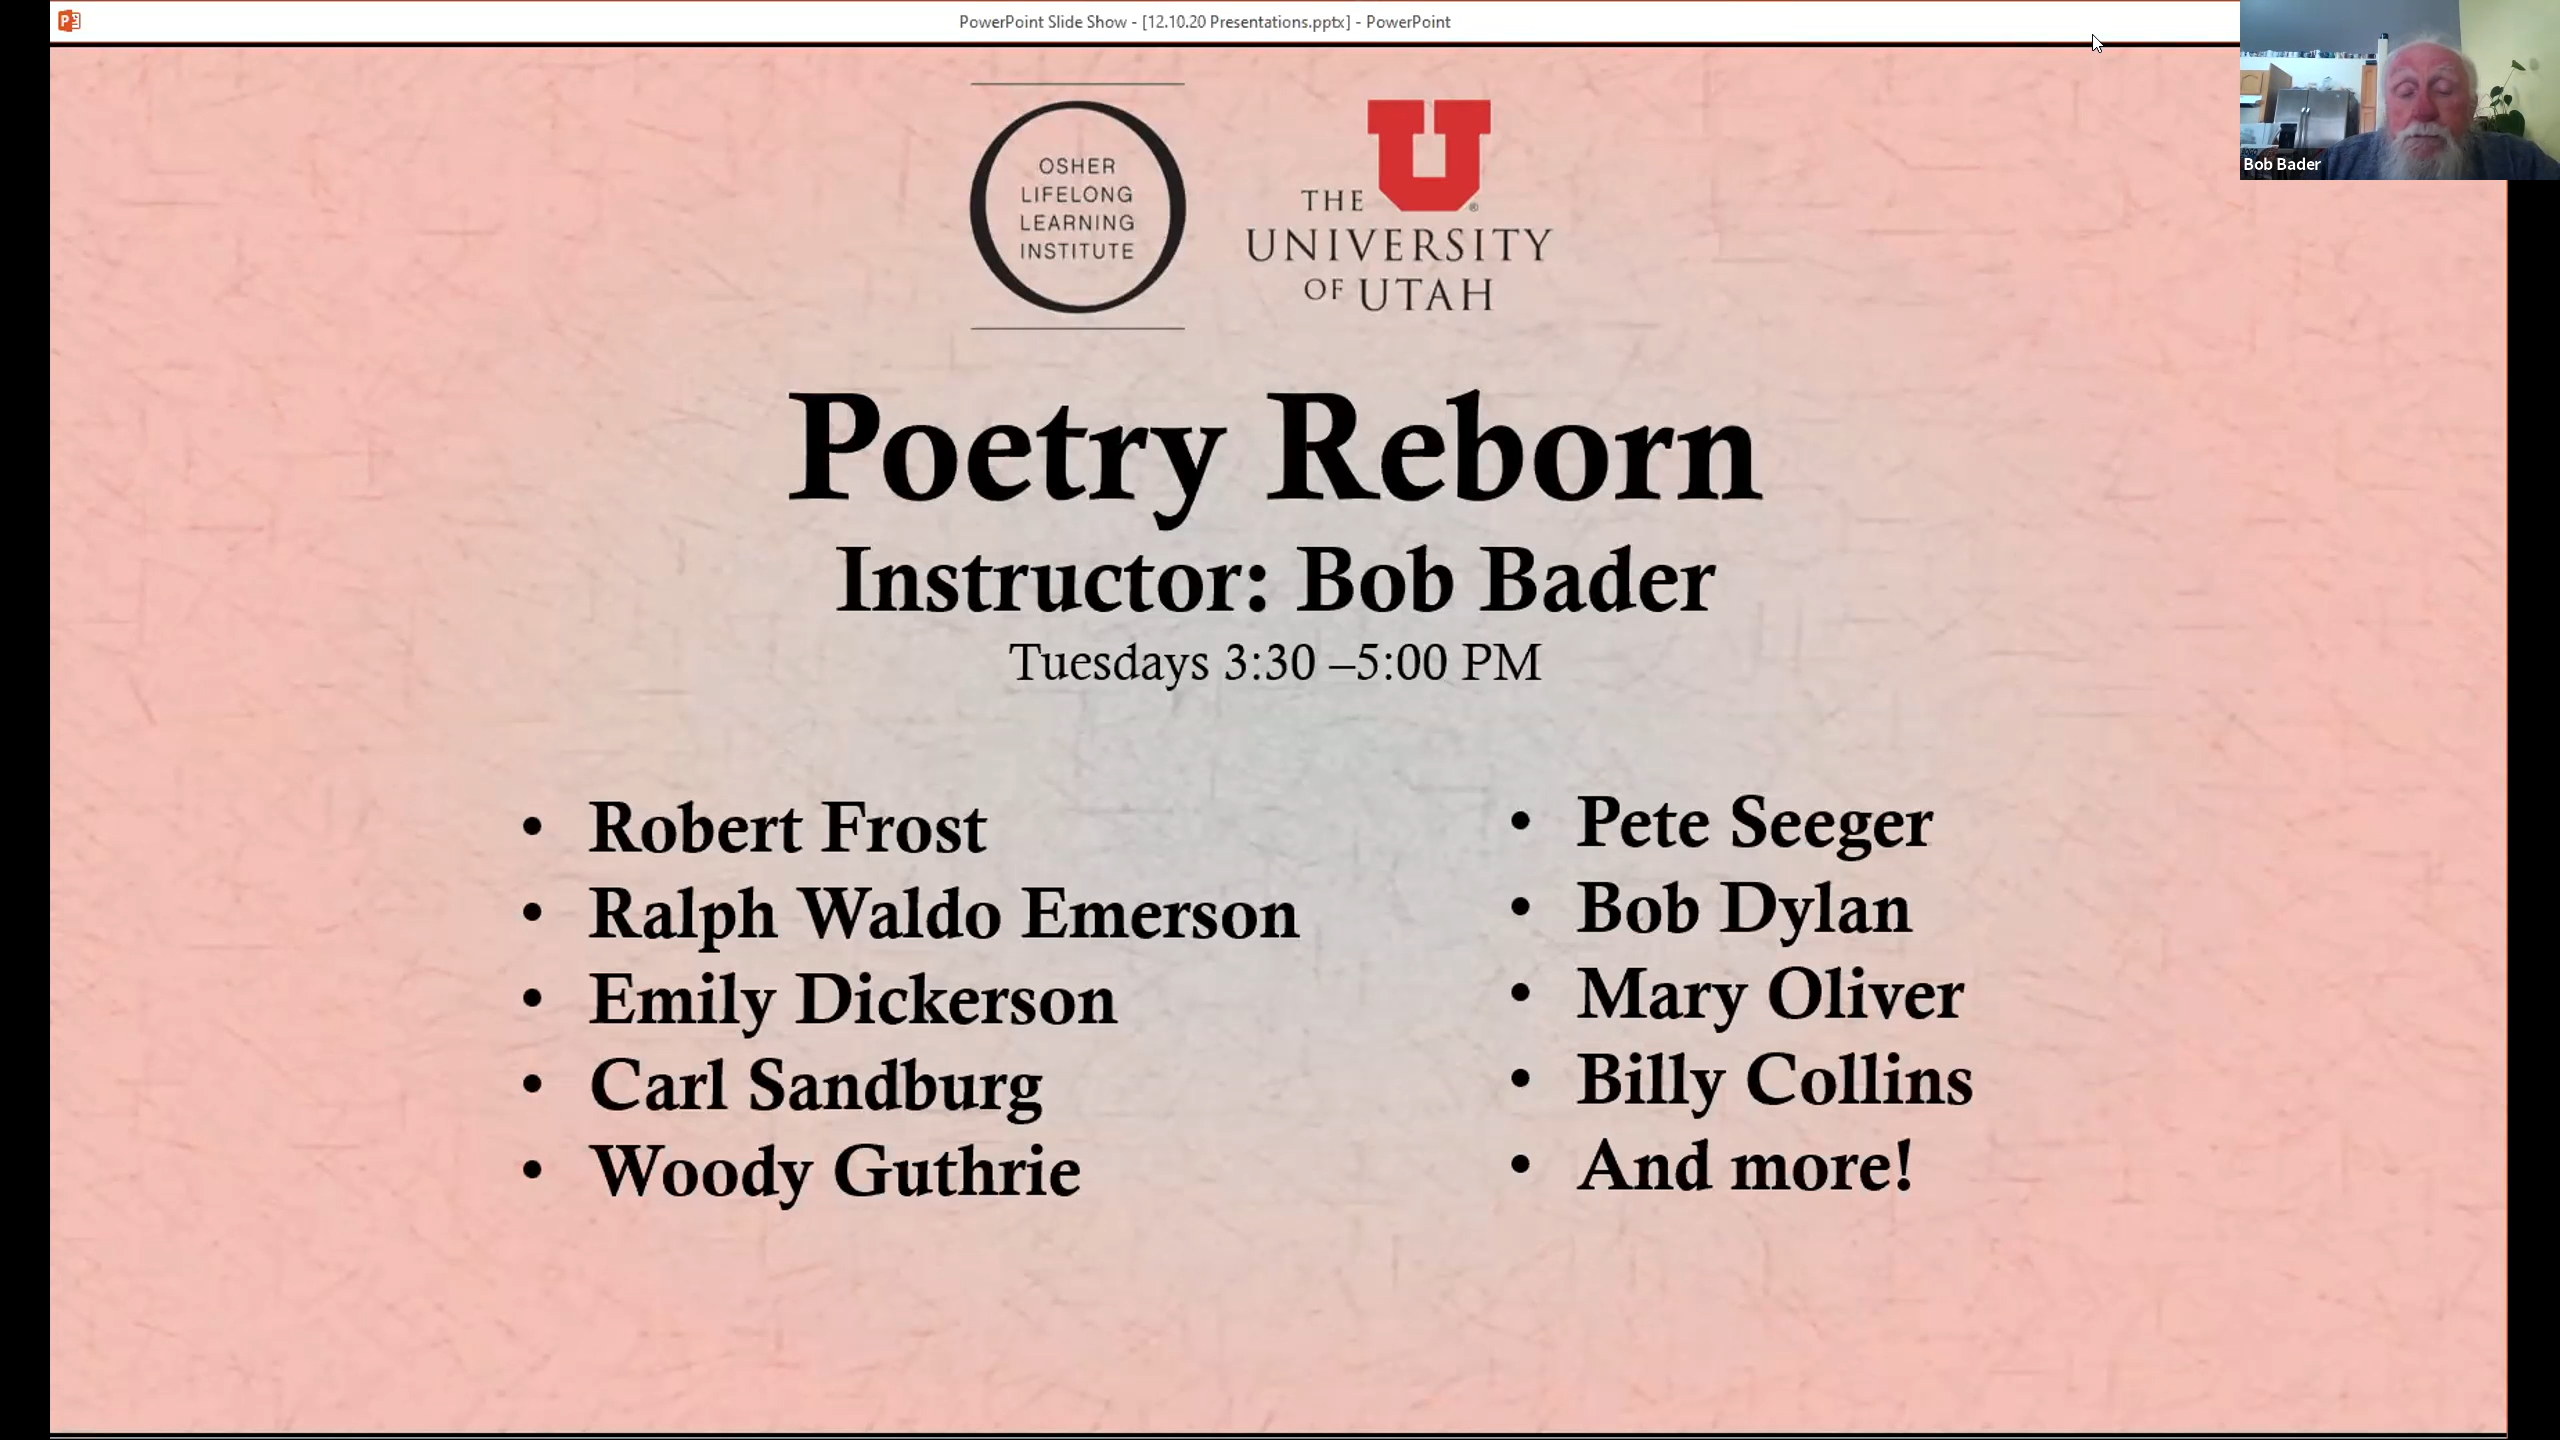 PowerPoint Slide Show - [12.10.20 Presentations.pptx] - PowerPoint
Bob Bader
OSHER
LIFELONG
LEARNING
INSTITUTE
THE
UNIVERSITY
OF UTAH
Poetry Reborn
Instructor: Bob Bader
Tuesdays 3:30 –5:00 PM
• Robert Frost
• Ralph Waldo Emerson
• Emily Dickerson
• Carl Sandburg
• Woody Guthrie
• Pete Seeger
• Bob Dylan
• Mary Oliver
• Billy Collins
• And more!